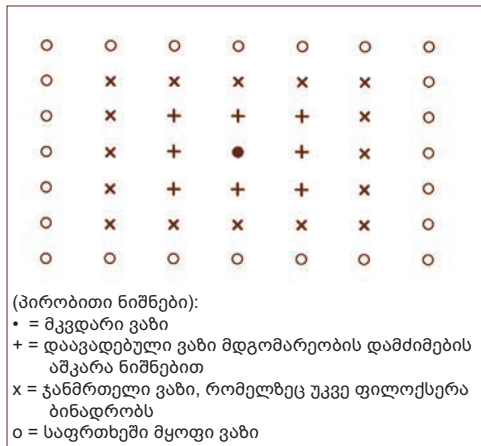 (პირობითი ნიშნები):
• = მკვდარი ვაზი
+ = დაავადებული ვაზი მდგომარეობის დამძიმების
აშკარა ნიშნებით
x = ჯანმრთელი ვაზი, რომელზეც უკვე ფილოქსერა
ბინადრობს
o = საფრთხეში მყოფი ვაზი